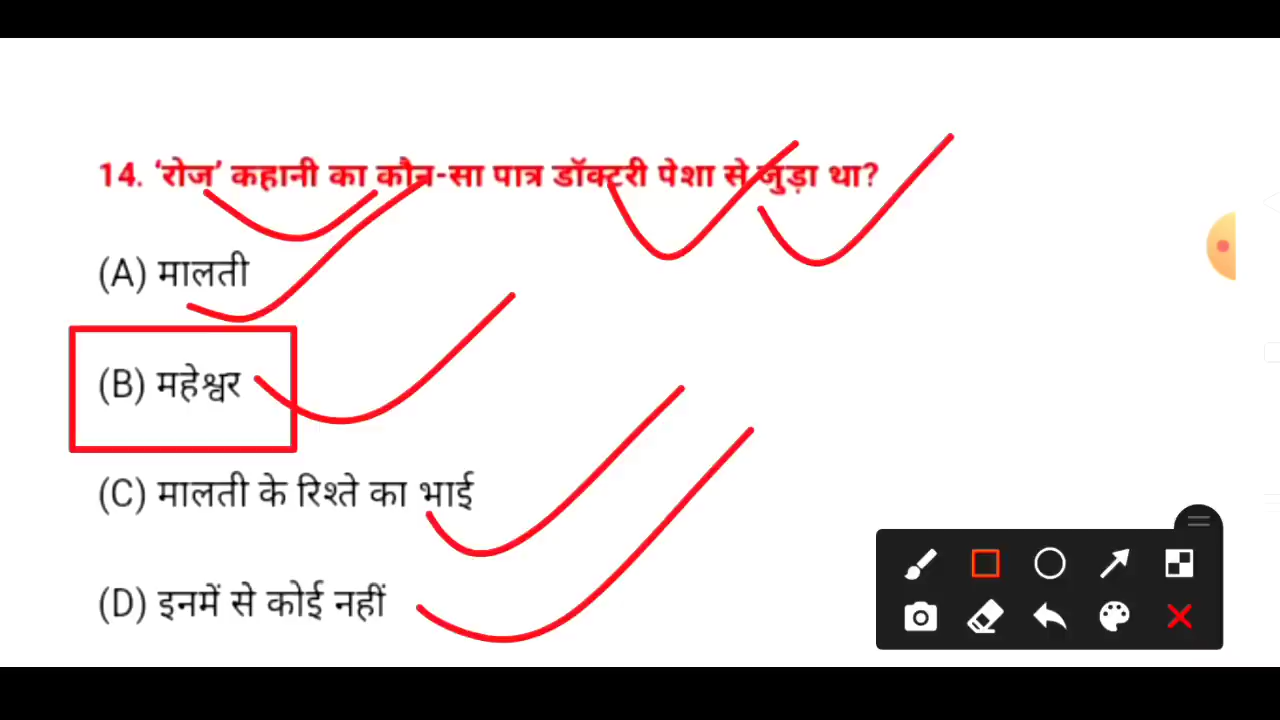 14. ‘रोज’ कहानी का कौन-सा पात्र डॉक्टरी पेशा से जुड़ा था?
(A) मालती
(B) महेश्वर
(C) मालती के रिश्ते का भाई
(D) इनमें से कोई नहीं